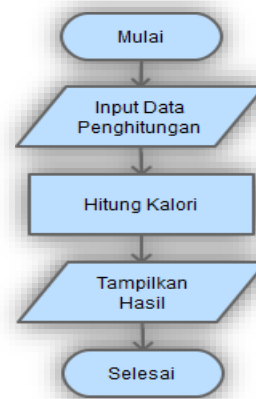 Mulai
Input Data
Penghitungan
Hitung Kalori
Tampilkan
Hasil
Selesai